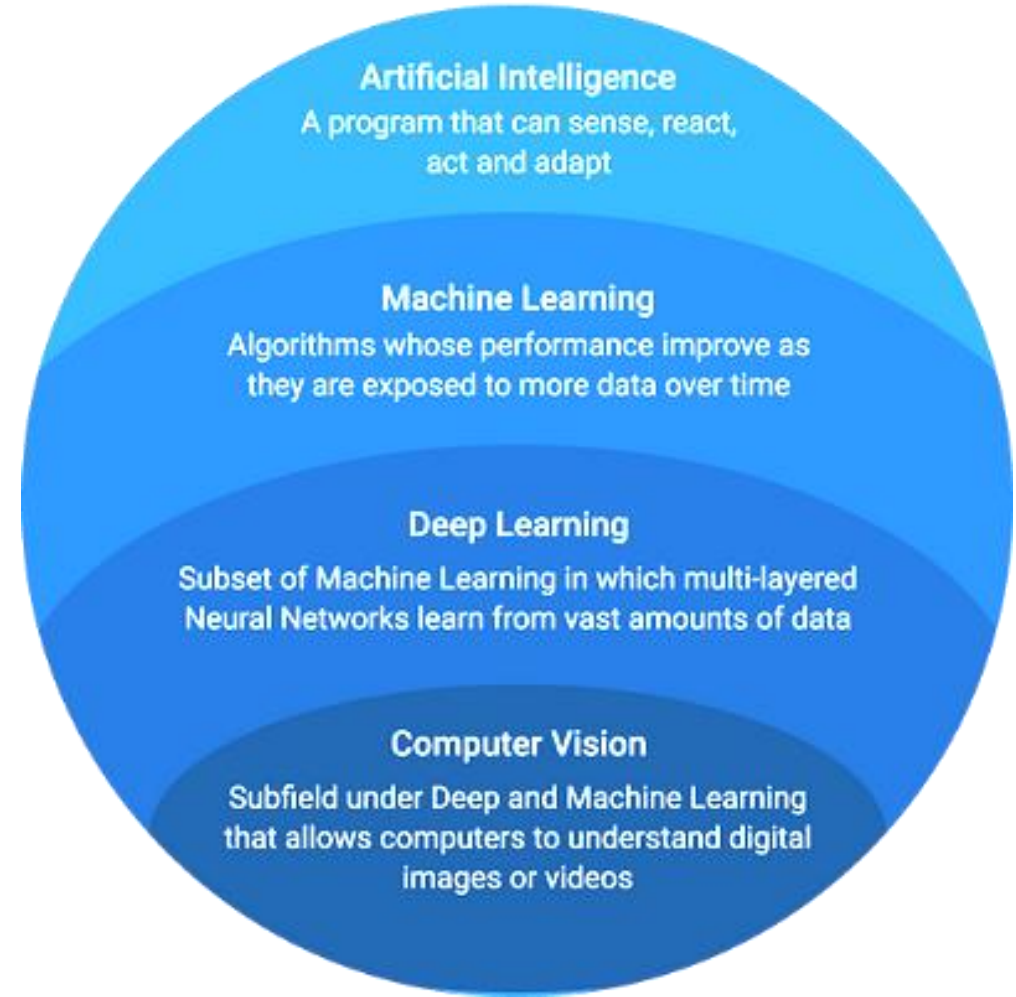 Artificial Intelligence
A program that can sense, react,
act and adapt
Machine Learning
Algorithms whose performance improve as
they are exposed to more data over time
Deep Learning
Subset of Machine Learning in which multi-layered
Neural Networks learn from vast amounts of data
Computer Vision
Subfield under Deep and Machine Learning
that allows computers to understand digital
images or videos